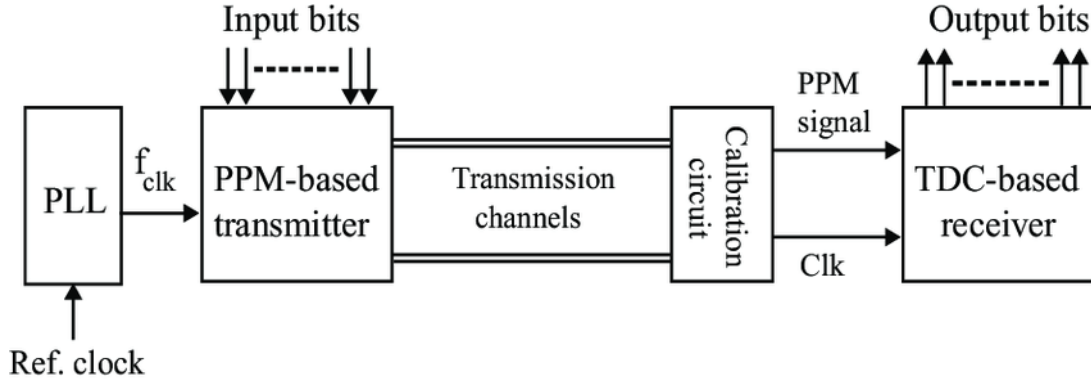 Input bits
Output bits
PLL
f_clk
PPM-based
transmitter
Transmission
channels
Calibration
circuit
PPM
signal
Clk
TDC-based
receiver
Ref. clock